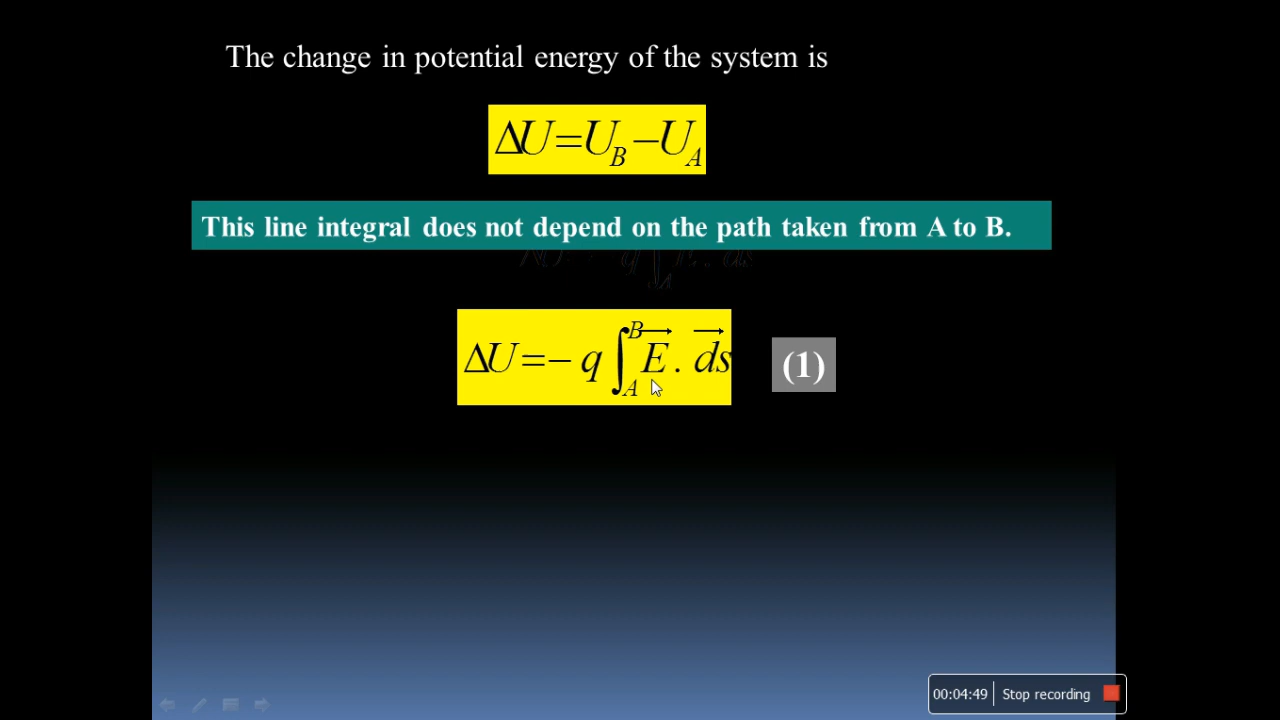 The change in potential energy of the system is
ΔU=U_B−U_A
This line integral does not depend on the path taken from A to B.
ΔU=−q∫_A^B E⃗ . ds⃗ (1)
00:04:49 Stop recording